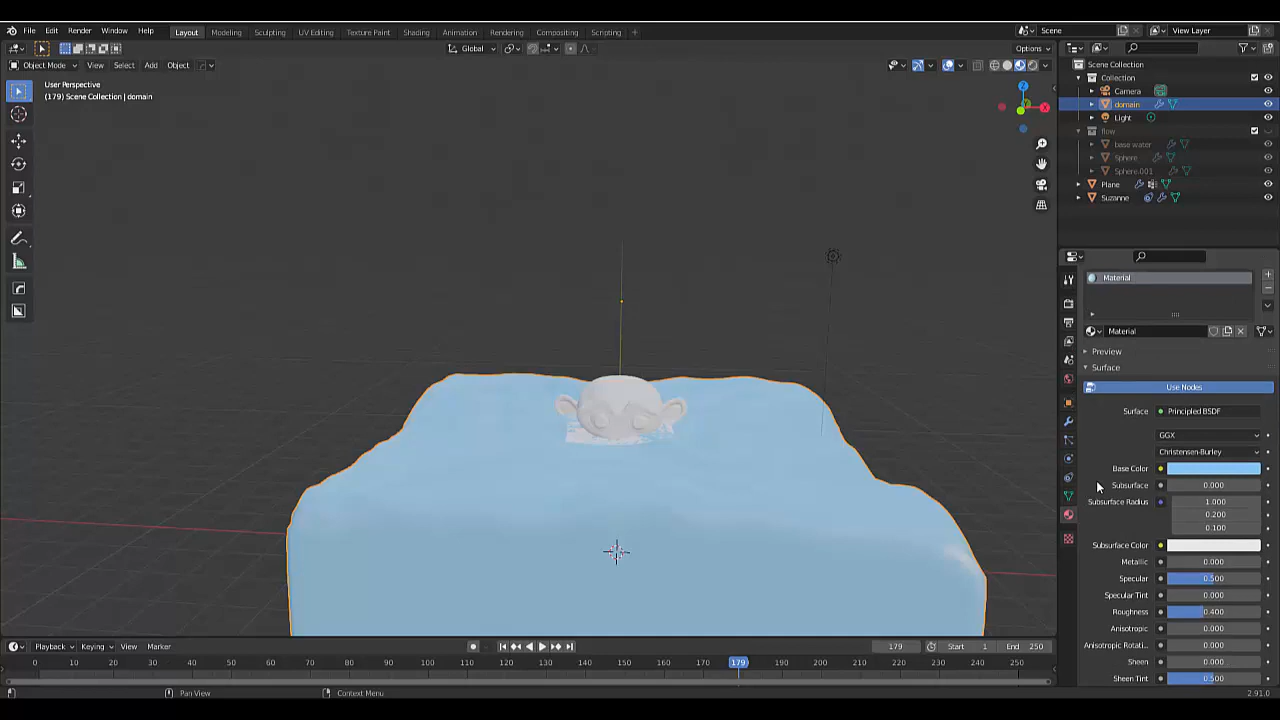 File Edit Render Window Help Layout Modeling Sculpting UV Editing Texture Paint Shading Animation Rendering Compositing Scripting Scene View Layer
Global Options
Object Mode View Select Add Object
User Perspective
(179) Scene Collection | domain
Scene Collection
Collection
Camera
domain
Light
flow
base water
Sphere
Sphere.001
Plane
Suzanne
Z
X
Material
Material
Preview
Surface
Use Nodes
Surface Principled BSDF
GGX
Christensen-Burley
Base Color
Subsurface 0.000
Subsurface Radius 1.000
0.200
0.100
Subsurface Color
Metallic 0.000
Specular 0.500
Specular Tint 0.000
Roughness 0.400
Anisotropic 0.000
Anisotropic Rotati... 0.000
Sheen 0.000
Sheen Tint 0.500
Playback Keying View Marker 179 Start 1 End 250
0 10 20 30 40 50 60 70 80 90 100 110 120 130 140 150 160 170 179 190 200 210 220 230 240 250
Pan View Context Menu 2.91.0